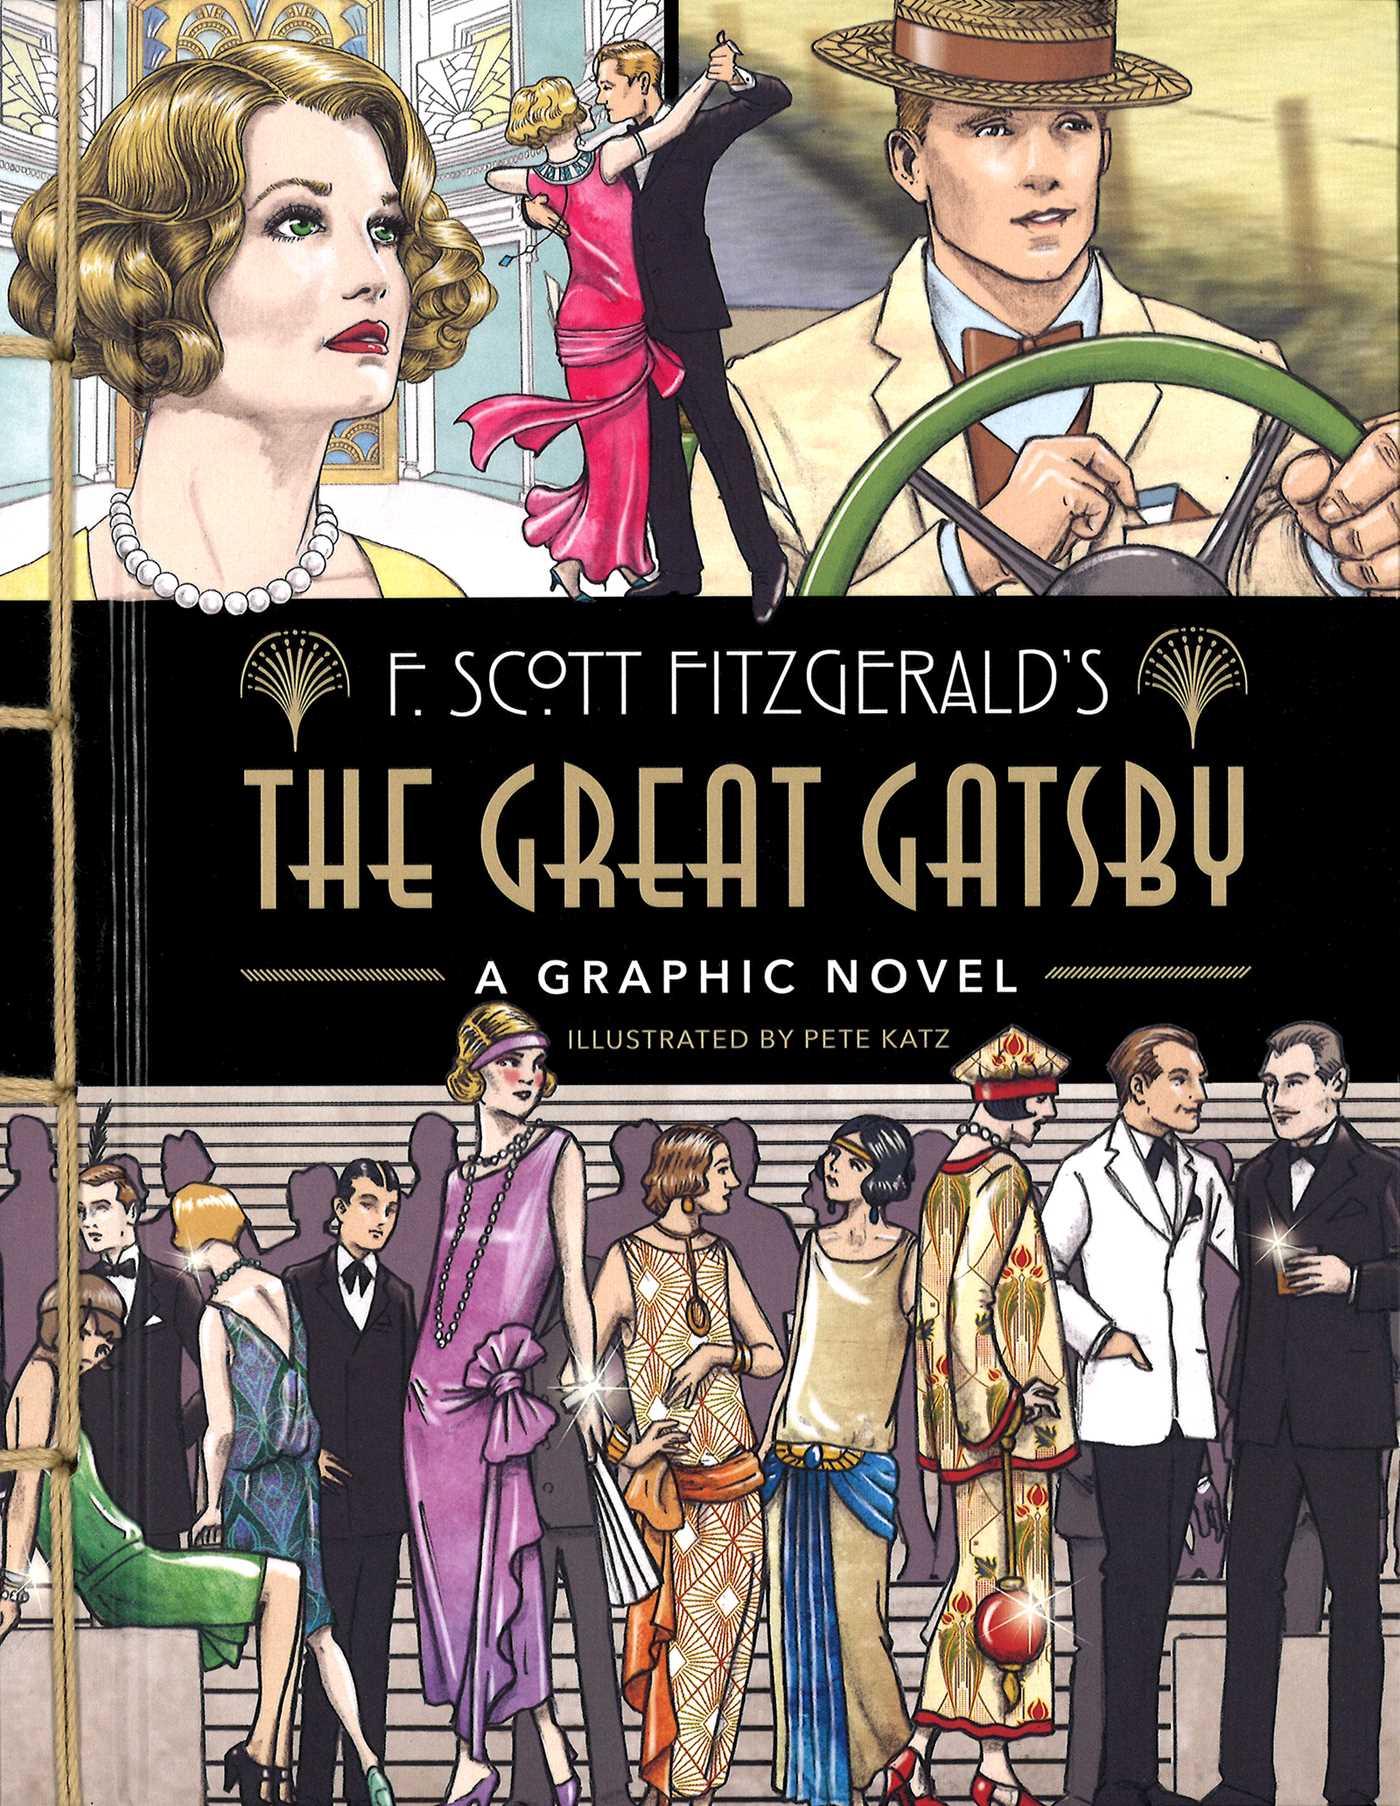 F. SCOTT FITZGERALD'S
THE GREAT GATSBY
A GRAPHIC NOVEL
ILLUSTRATED BY PETE KATZ